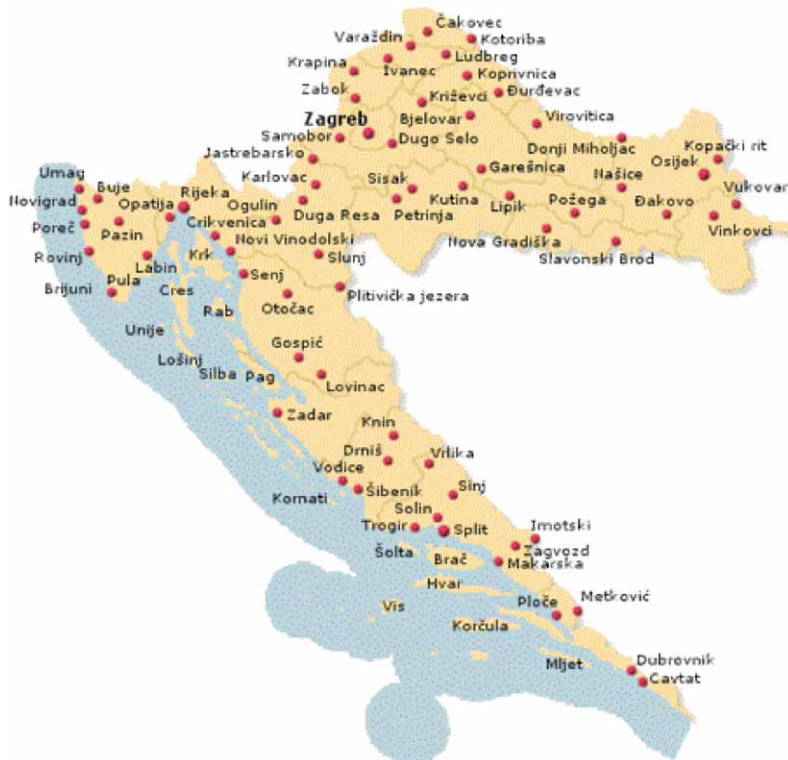 Čakovec
Varaždin
Kotoriba
Krapina
Ivanec
Ludbreg
Koprivnica
Zabok
Križevci
Đurđevac
Zagreb
Bjelovar
Virovitica
Samobor
Dugo Selo
Donji Miholjac
Kopački rit
Jastrebarsko
Garešnica
Osijek
Umag
Karlovac
Sisak
Našice
Buje
Rijeka
Kutina
Vukovar
Novigrad
Opatija
Ogulin
Lipik
Požega
Đakovo
Poreč
Crikvenica
Duga Resa
Petrinja
Pazin
Vinkovci
Novi Vinodolski
Nova Gradiška
Rovinj
Krk
Slunj
Slavonski Brod
Labin
Senj
Pula
Brijuni
Cres
Plitivička jezera
Otočac
Rab
Unije
Gospić
Lošinj
Silba
Pag
Lovinac
Zadar
Knin
Drniš
Vrlika
Vodice
Sinj
Kornati
Šibenik
Solin
Trogir
Split
Imotski
Šolta
Zagvozd
Brač
Makarska
Hvar
Ploče
Metković
Vis
Korčula
Mljet
Dubrovnik
Cavtat